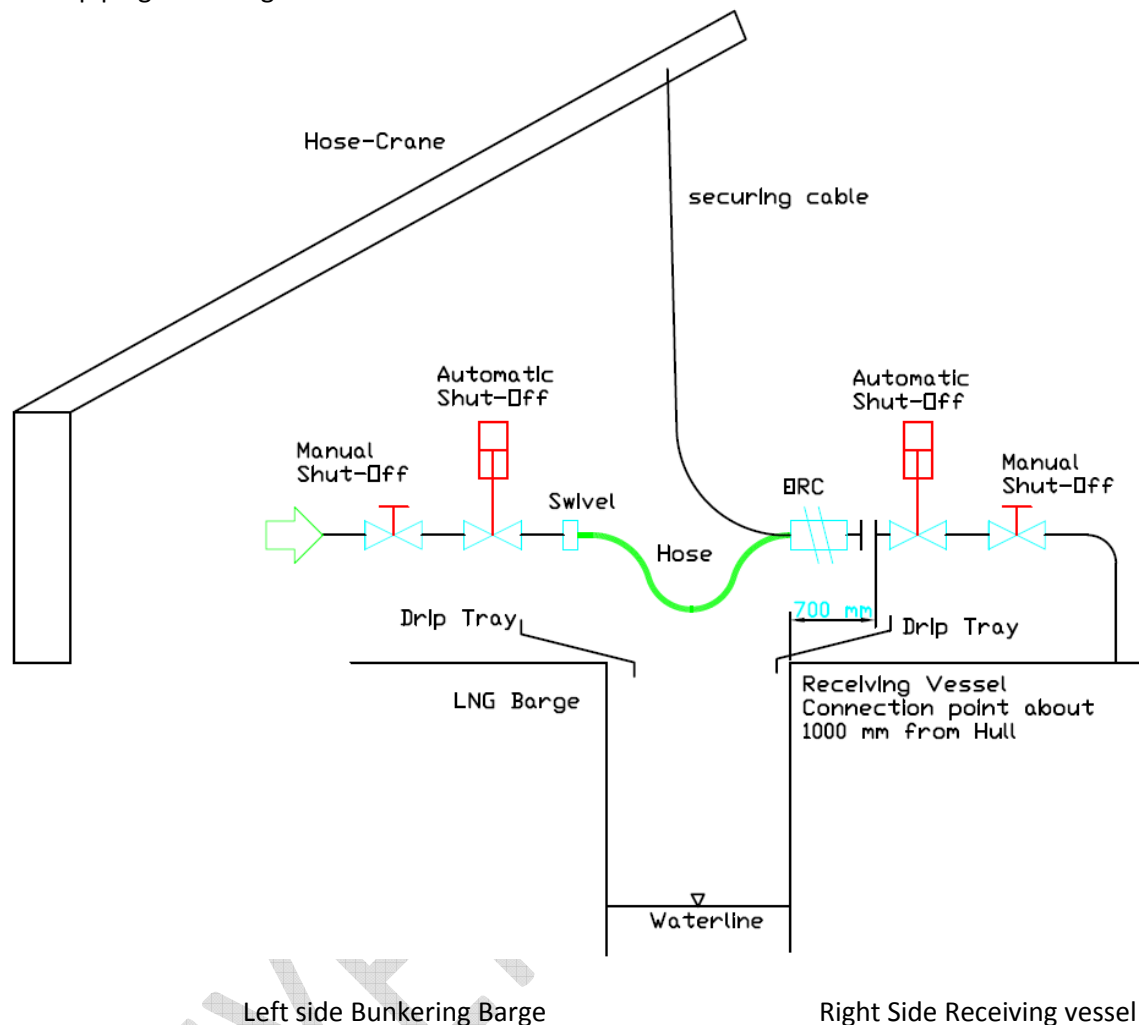 Hose-Crane
securing cable
Automatic
Shut-Off
Automatic
Shut-Off
Manual
Shut-Off
Manual
Shut-Off
Swivel
ERC
Hose
700 mm
Drip Tray
Drip Tray
LNG Barge
Receiving Vessel
Connection point about
1000 mm from Hull
Waterline
Left side Bunkering Barge
Right Side Receiving vessel